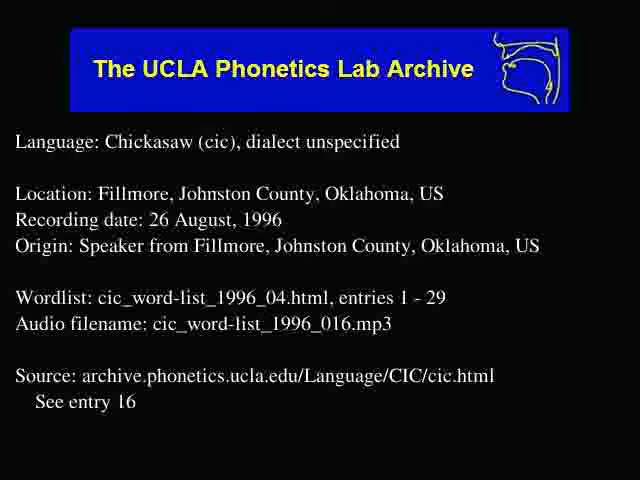 The UCLA Phonetics Lab Archive
Language: Chickasaw (cic), dialect unspecified
Location: Fillmore, Johnston County, Oklahoma, US
Recording date: 26 August, 1996
Origin: Speaker from Fillmore, Johnston County, Oklahoma, US
Wordlist: cic_word-list_1996_04.html, entries 1 - 29
Audio filename: cic_word-list_1996_016.mp3
Source: archive.phonetics.ucla.edu/Language/CIC/cic.html
See entry 16